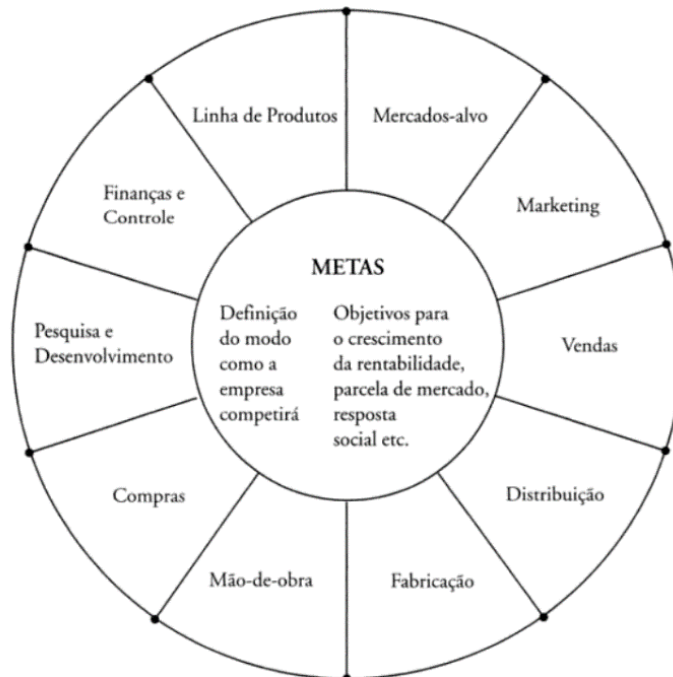 Linha de Produtos
Mercados-alvo
Marketing
Vendas
Distribuição
Fabricação
Mão-de-obra
Compras
Pesquisa e
Desenvolvimento
Finanças e
Controle
METAS
Definição
do modo
como a
empresa
competirá
Objetivos para
o crescimento
da rentabilidade,
parcela de mercado,
resposta
social etc.